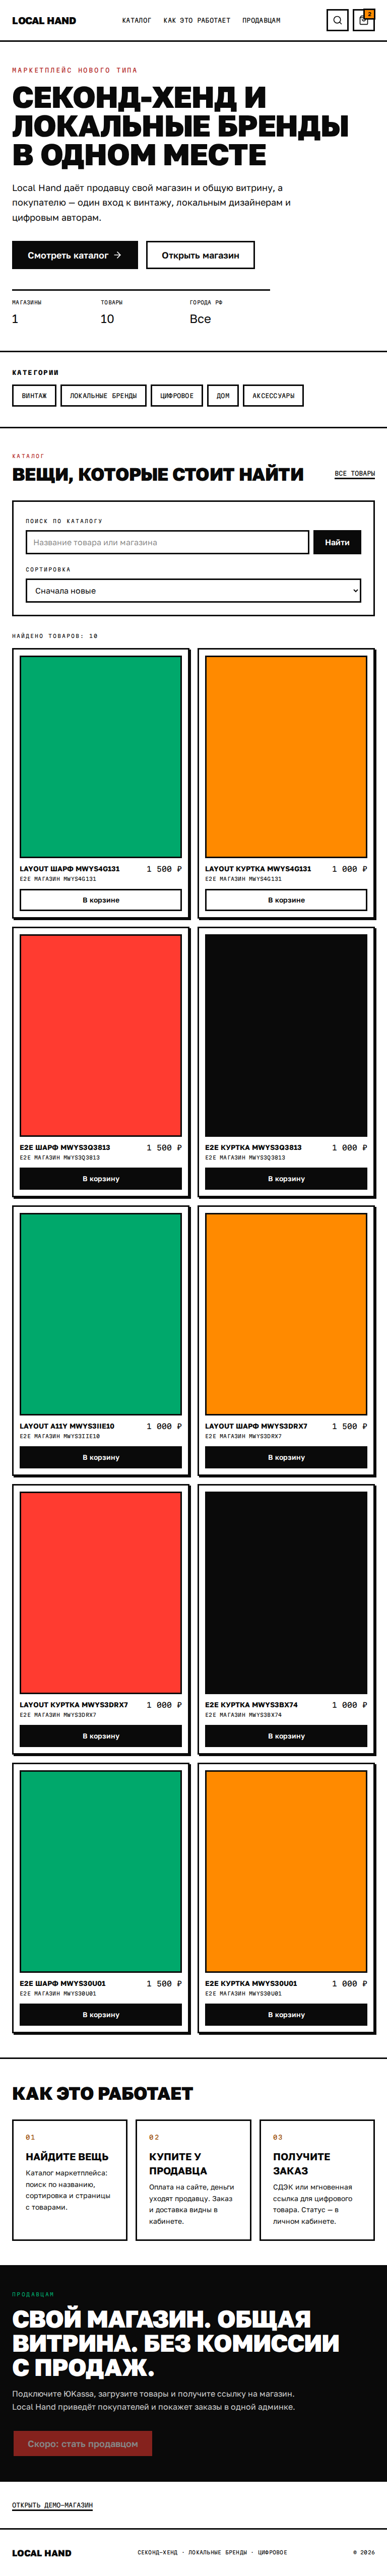 LOCAL HAND
КАТАЛОГ КАК ЭТО РАБОТАЕТ ПРОДАВЦАМ
2
МАРКЕТПЛЕЙС НОВОГО ТИПА
СЕКОНД-ХЕНД И
ЛОКАЛЬНЫЕ БРЕНДЫ
В ОДНОМ МЕСТЕ
Local Hand даёт продавцу свой магазин и общую витрину, а
покупателю — один вход к винтажу, локальным дизайнерам и
цифровым авторам.
Смотреть каталог →
Открыть магазин
МАГАЗИНЫ ТОВАРЫ ГОРОДА РФ
1 10 Все
КАТЕГОРИИ
ВИНТАЖ ЛОКАЛЬНЫЕ БРЕНДЫ ЦИФРОВОЕ ДОМ АКСЕССУАРЫ
КАТАЛОГ
ВЕЩИ, КОТОРЫЕ СТОИТ НАЙТИ
ВСЕ ТОВАРЫ
ПОИСК ПО КАТАЛОГУ
Название товара или магазина
Найти
СОРТИРОВКА
Сначала новые
НАЙДЕНО ТОВАРОВ: 10
LAYOUT ШАРФ MWYS4G131 1 500 ₽
E2E МАГАЗИН MWYS4G131
В корзине
LAYOUT КУРТКА MWYS4G131 1 000 ₽
E2E МАГАЗИН MWYS4G131
В корзине
E2E ШАРФ MWYS3Q3813 1 500 ₽
E2E МАГАЗИН MWYS3Q3813
В корзину
E2E КУРТКА MWYS3Q3813 1 000 ₽
E2E МАГАЗИН MWYS3Q3813
В корзину
LAYOUT A11Y MWYS3IIE10 1 000 ₽
E2E МАГАЗИН MWYS3IIE10
В корзину
LAYOUT ШАРФ MWYS3DRX7 1 500 ₽
E2E МАГАЗИН MWYS3DRX7
В корзину
LAYOUT КУРТКА MWYS3DRX7 1 000 ₽
E2E МАГАЗИН MWYS3DRX7
В корзину
E2E КУРТКА MWYS3BX74 1 000 ₽
E2E МАГАЗИН MWYS3BX74
В корзину
E2E ШАРФ MWYS30U01 1 500 ₽
E2E МАГАЗИН MWYS30U01
В корзину
E2E КУРТКА MWYS30U01 1 000 ₽
E2E МАГАЗИН MWYS30U01
В корзину
КАК ЭТО РАБОТАЕТ
01
НАЙДИТЕ ВЕЩЬ
Каталог маркетплейса:
поиск по названию,
сортировка и страницы
с товарами.
02
КУПИТЕ У
ПРОДАВЦА
Оплата на сайте, деньги
уходят продавцу. Заказ
и доставка видны в
кабинете.
03
ПОЛУЧИТЕ
ЗАКАЗ
СДЭК или мгновенная
ссылка для цифрового
товара. Статус — в
личном кабинете.
ПРОДАВЦАМ
СВОЙ МАГАЗИН. ОБЩАЯ
ВИТРИНА. БЕЗ КОМИССИИ
С ПРОДАЖ.
Подключите ЮKassa, загрузите товары и получите ссылку на магазин.
Local Hand приведёт покупателей и покажет заказы в одной админке.
Скоро: стать продавцом
ОТКРЫТЬ ДЕМО-МАГАЗИН
LOCAL HAND
СЕКОНД-ХЕНД · ЛОКАЛЬНЫЕ БРЕНДЫ · ЦИФРОВОЕ
© 2026